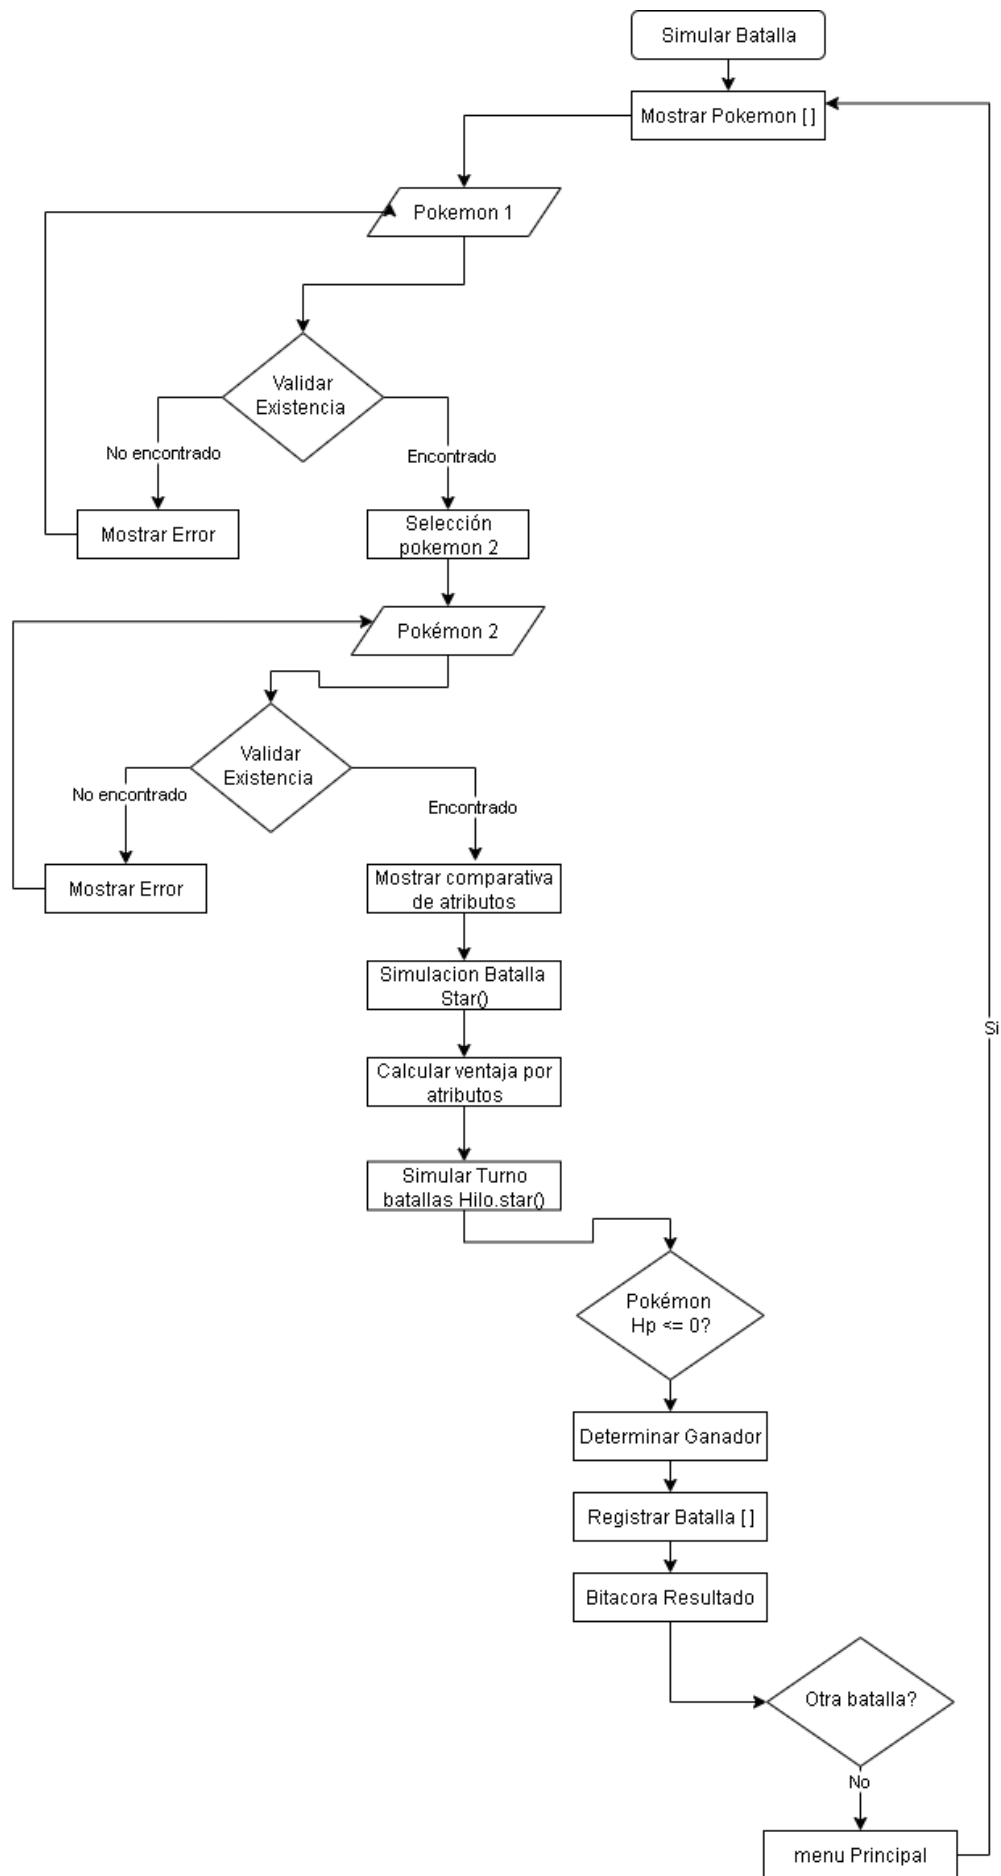 Simular Batalla
Mostrar Pokemon [ ]
Pokemon 1
Validar
Existencia
No encontrado
Encontrado
Mostrar Error
Selección
pokemon 2
Pokémon 2
Validar
Existencia
No encontrado
Encontrado
Mostrar Error
Mostrar comparativa
de atributos
Simulacion Batalla
Star()
Si
Calcular ventaja por
atributos
Simular Turno
batallas Hilo.star()
Pokémon
Hp <= 0?
Determinar Ganador
Registrar Batalla [ ]
Bitacora Resultado
Otra batalla?
No
menu Principal